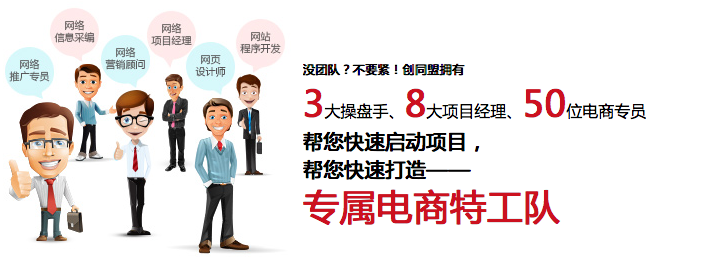 网络
信息采编
网络
项目经理
网站
程序开发
网络
推广专员
网络
营销顾问
网页
设计师
没团队？不要紧！创同盟拥有
3大操盘手、8大项目经理、50位电商专员
帮您快速启动项目，
帮您快速打造——
专属电商特工队